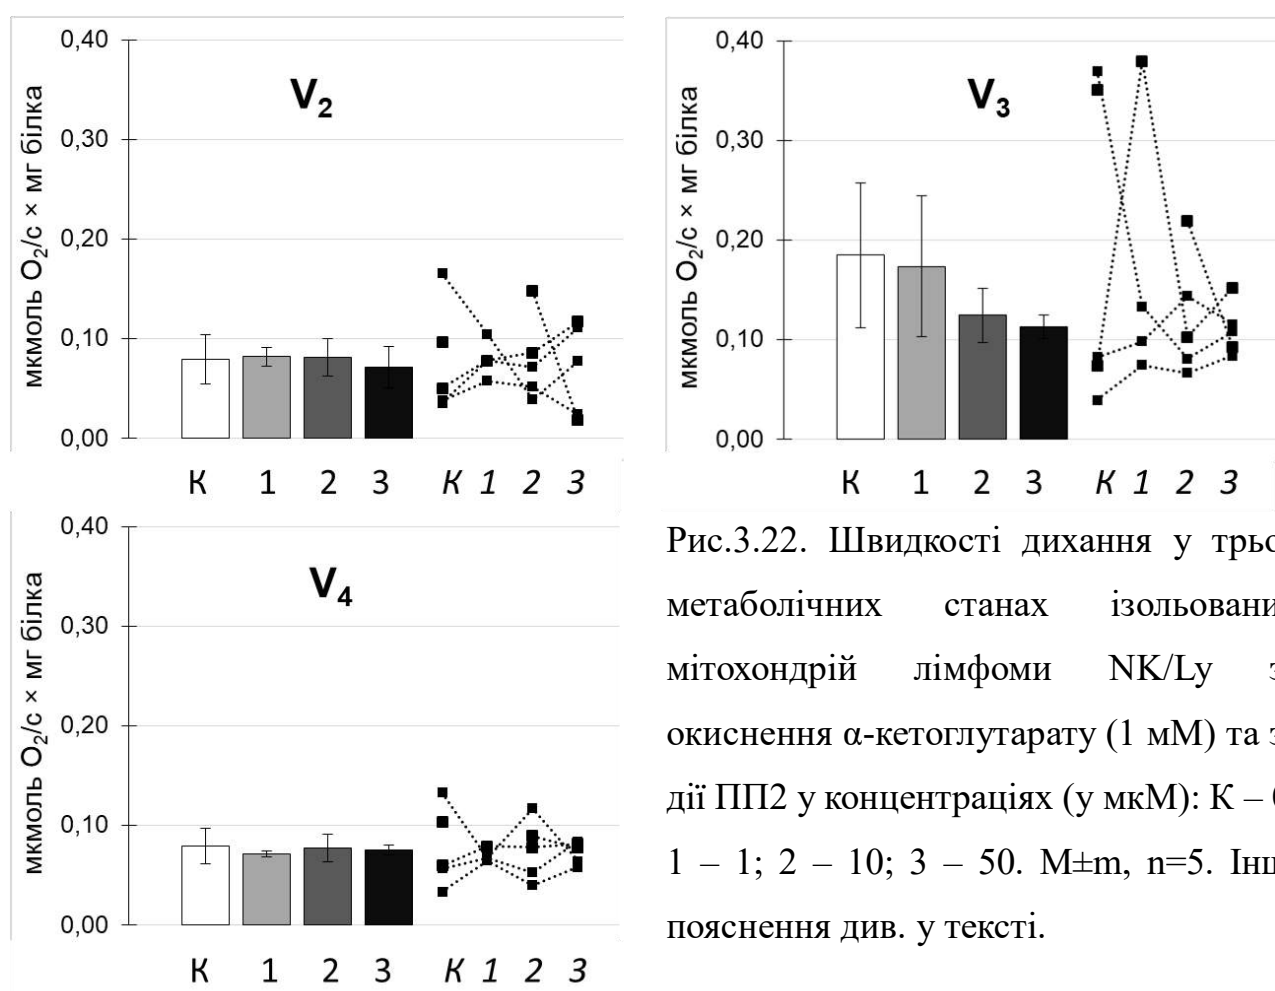 0,40
0,30
0,20
0,10
0,00
мкмоль O₂/с × мг білка
V₂
К 1 2 3 К 1 2 3
0,40
0,30
0,20
0,10
0,00
мкмоль O₂/с × мг білка
V₃
К 1 2 3 К 1 2 3
0,40
0,30
0,20
0,10
0,00
мкмоль O₂/с × мг білка
V₄
К 1 2 3 К 1 2 3
Рис.3.22. Швидкості дихання у
метаболічних станах
мітохондрій лімфоми NK/Ly
окиснення α-кетоглутарату (1 мМ) та
дії ПП2 у концентраціях (у мкМ): К –
1 – 1; 2 – 10; 3 – 50. M±m, n=5.
пояснення див. у тексті.